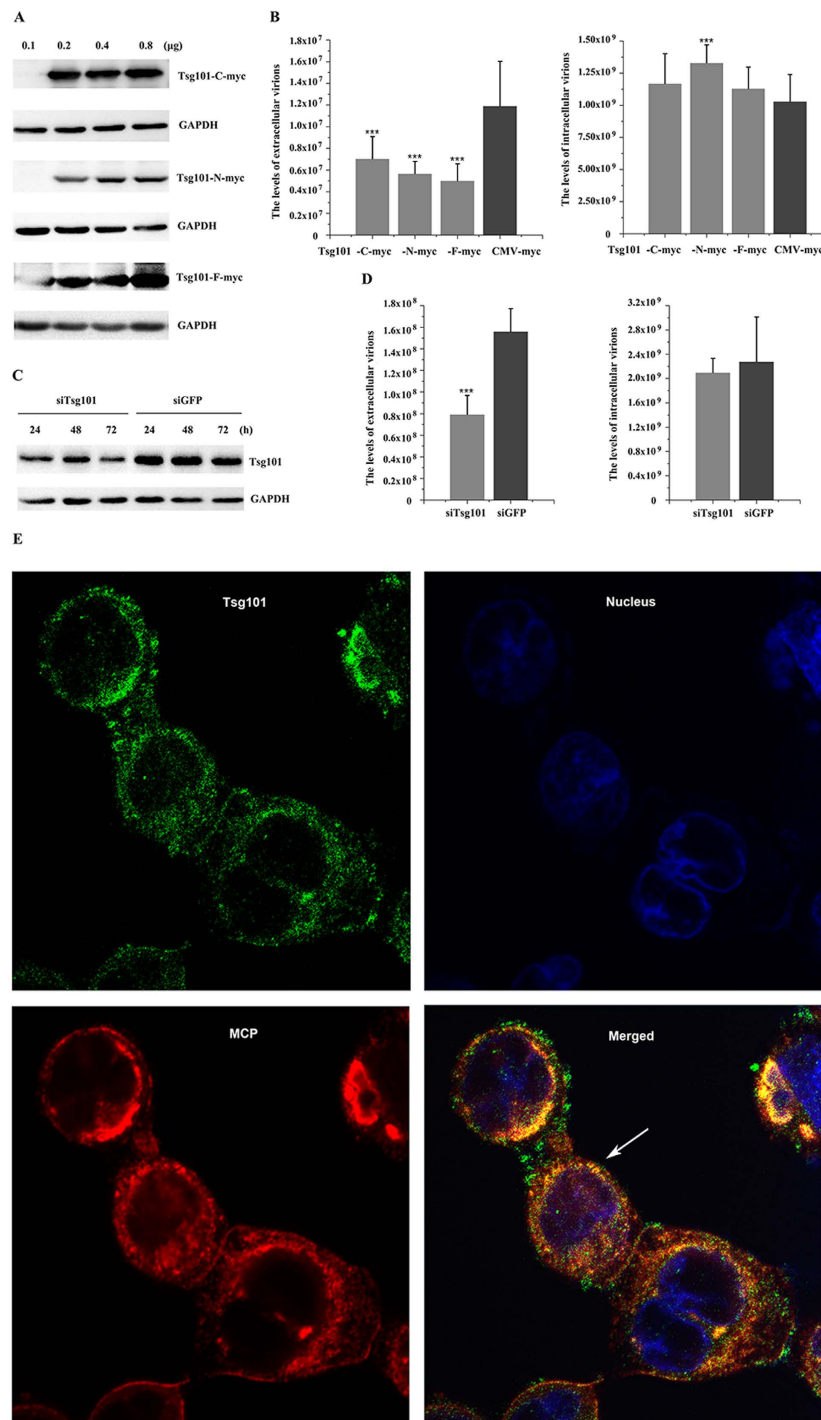 A
0.1 0.2 0.4 0.8 (μg)
Tsg101-C-myc
GAPDH
Tsg101-N-myc
GAPDH
Tsg101-F-myc
GAPDH
B
The levels of extracellular virions
1.8x10^7
1.6x10^7
1.4x10^7
1.2x10^7
1.0x10^7
0.8x10^7
0.6x10^7
0.4x10^7
0.2x10^7
0
*** *** ***
Tsg101 -C-myc -N-myc -F-myc CMV-myc
The levels of intracellular virions
1.50x10^9
1.25x10^9
1.00x10^9
0.75x10^9
0.50x10^9
0.25x10^9
0
***
Tsg101 -C-myc -N-myc -F-myc CMV-myc
C
siTsg101 siGFP
24 48 72 24 48 72 (h)
Tsg101
GAPDH
D
The levels of extracellular virions
1.8x10^8
1.6x10^8
1.4x10^8
1.2x10^8
1.0x10^8
0.8x10^8
0.6x10^8
0.4x10^8
0.2x10^8
0
***
siTsg101 siGFP
The levels of intracellular virions
3.2x10^9
2.8x10^9
2.4x10^9
2.0x10^9
1.6x10^9
1.2x10^9
0.8x10^9
0.4x10^9
0
siTsg101 siGFP
E
Tsg101
Nucleus
MCP
Merged